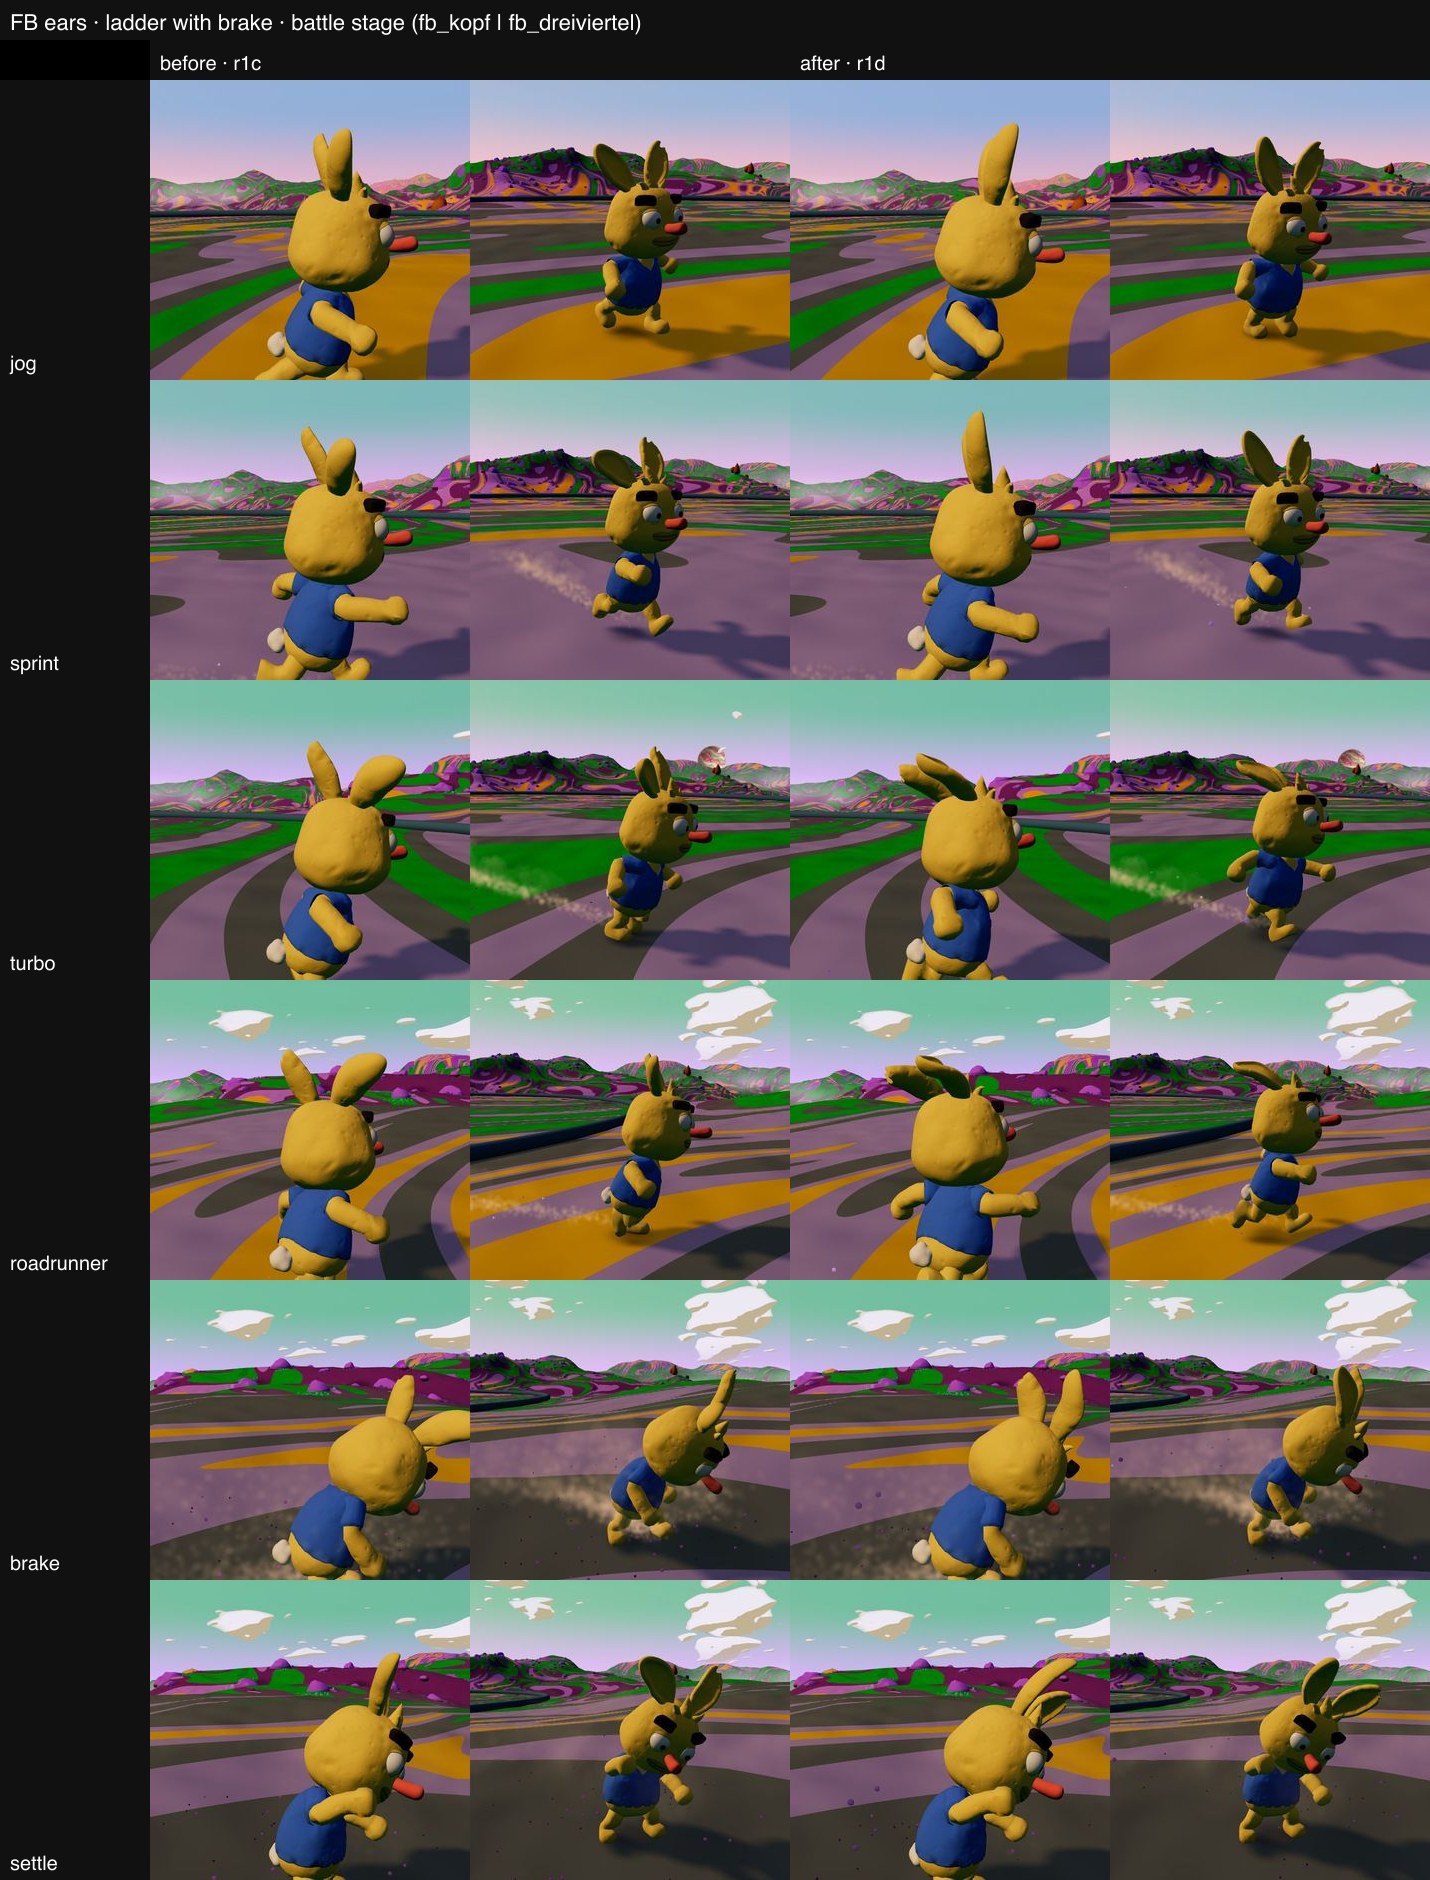 FB ears · ladder with brake · battle stage (fb_kopf | fb_dreiviertel)
before · r1c
after · r1d
jog
sprint
turbo
roadrunner
brake
settle